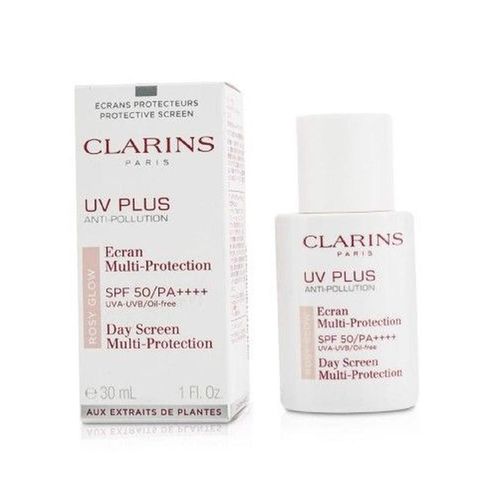 ECRANS PROTECTEURS
PROTECTIVE SCREEN
CLARINS
PARIS
UV PLUS
ANTI-POLLUTION
ROSY GLOW
Ecran
Multi-Protection
SPF 50/PA++++
UVA-UVB/Oil-free
Day Screen
Multi-Protection
℮ 30 mL 1 Fl. Oz.
AUX EXTRAITS DE PLANTES
CLARINS
PARIS
UV PLUS
ANTI-POLLUTION
ROSY GLOW
Ecran
Multi-Protection
SPF 50/PA++++
UVA-UVB/Oil-free
Day Screen
Multi-Protection